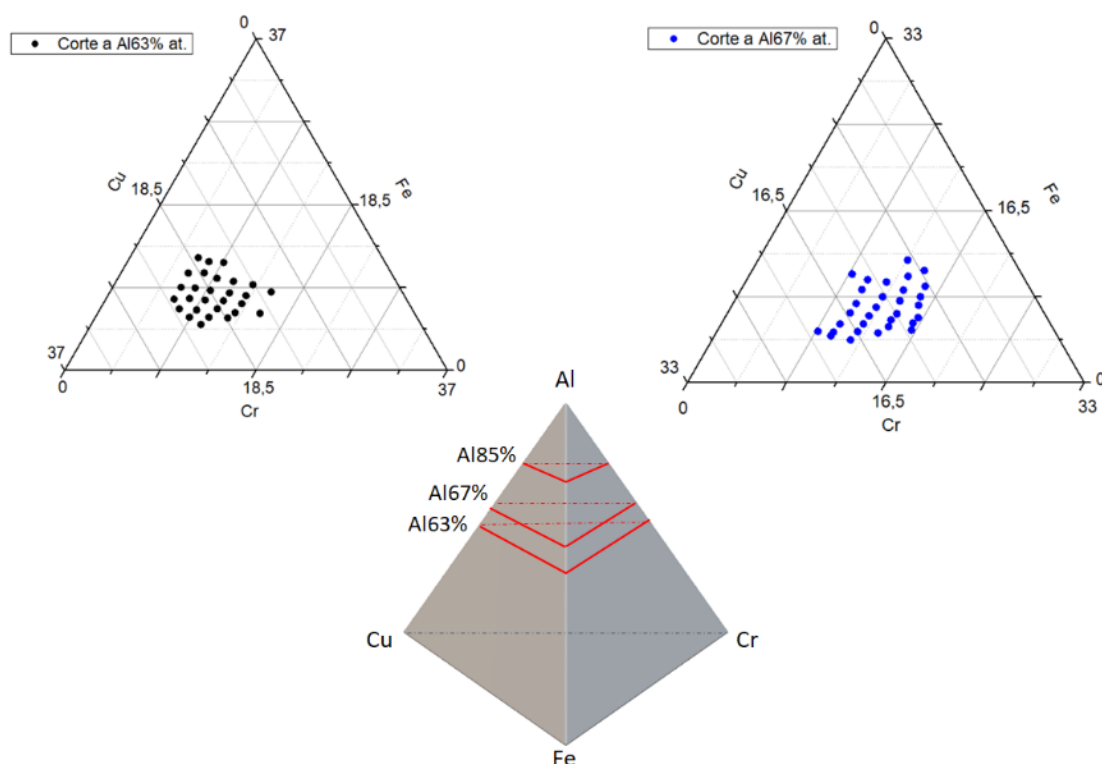 Corte a Al63% at.
0
37
Cu
Fe
18,5
18,5
37
0
0
18,5
37
Cr
Corte a Al67% at.
0
33
Cu
Fe
16,5
16,5
33
0
0
16,5
33
Cr
Al
Al85%
Al67%
Al63%
Cu
Cr
Fe